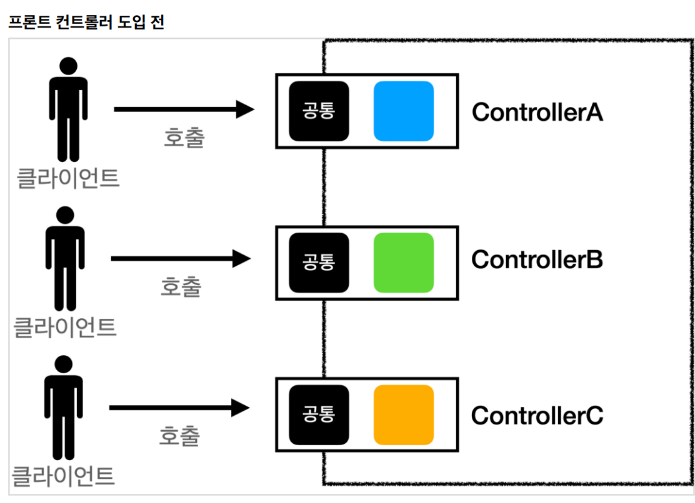 프론트 컨트롤러 도입 전
공통
ControllerA
호출
클라이언트
공통
ControllerB
호출
클라이언트
공통
ControllerC
호출
클라이언트